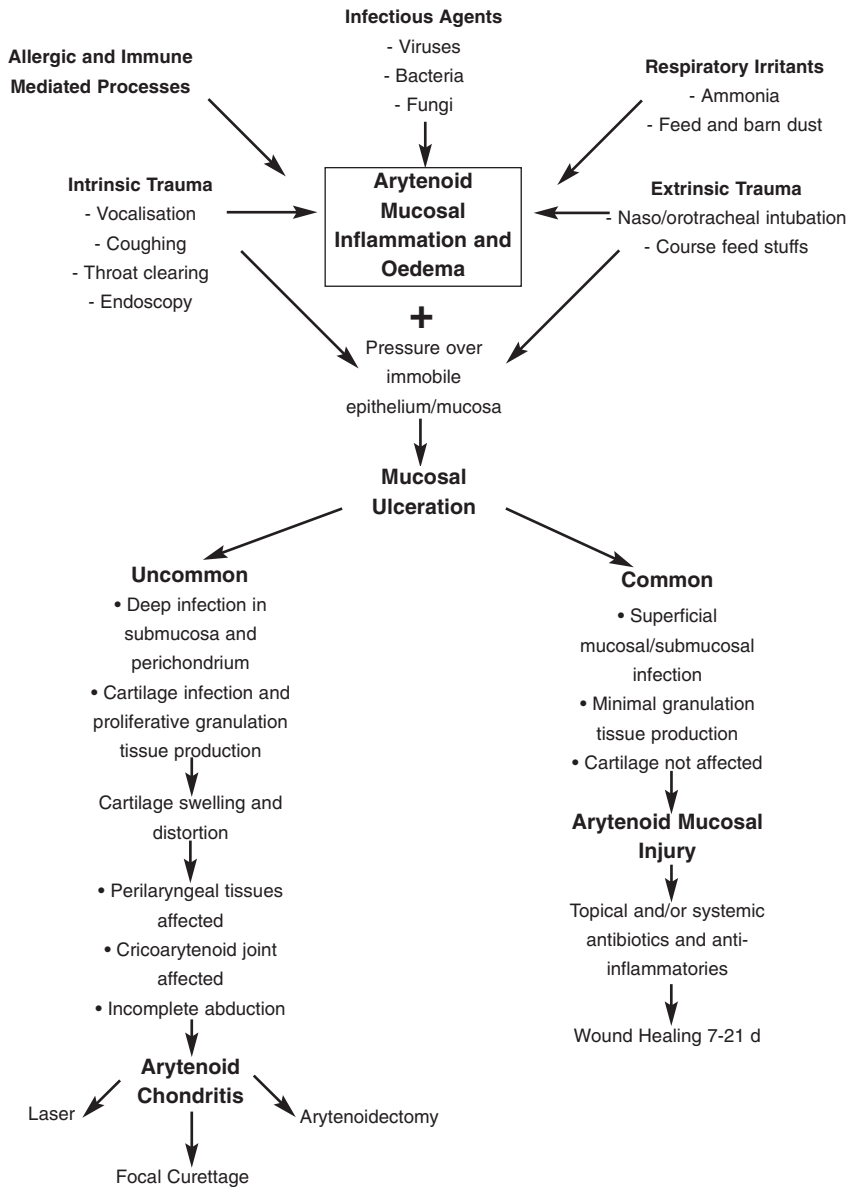 Infectious Agents
- Viruses
- Bacteria
- Fungi
Allergic and Immune
Mediated Processes
Respiratory Irritants
- Ammonia
- Feed and barn dust
Intrinsic Trauma
- Vocalisation
- Coughing
- Throat clearing
- Endoscopy
Arytenoid
Mucosal
Inflammation and
Oedema
Extrinsic Trauma
- Naso/orotracheal intubation
- Course feed stuffs
+
Pressure over
immobile
epithelium/mucosa
Mucosal
Ulceration
Uncommon
• Deep infection in
submucosa and
perichondrium
• Cartilage infection and
proliferative granulation
tissue production
Cartilage swelling and
distortion
• Perilaryngeal tissues
affected
• Cricoarytenoid joint
affected
• Incomplete abduction
Arytenoid
Chondritis
Laser
Arytenoidectomy
Focal Curettage
Common
• Superficial
mucosal/submucosal
infection
• Minimal granulation
tissue production
• Cartilage not affected
Arytenoid Mucosal
Injury
Topical and/or systemic
antibiotics and anti-
inflammatories
Wound Healing 7-21 d